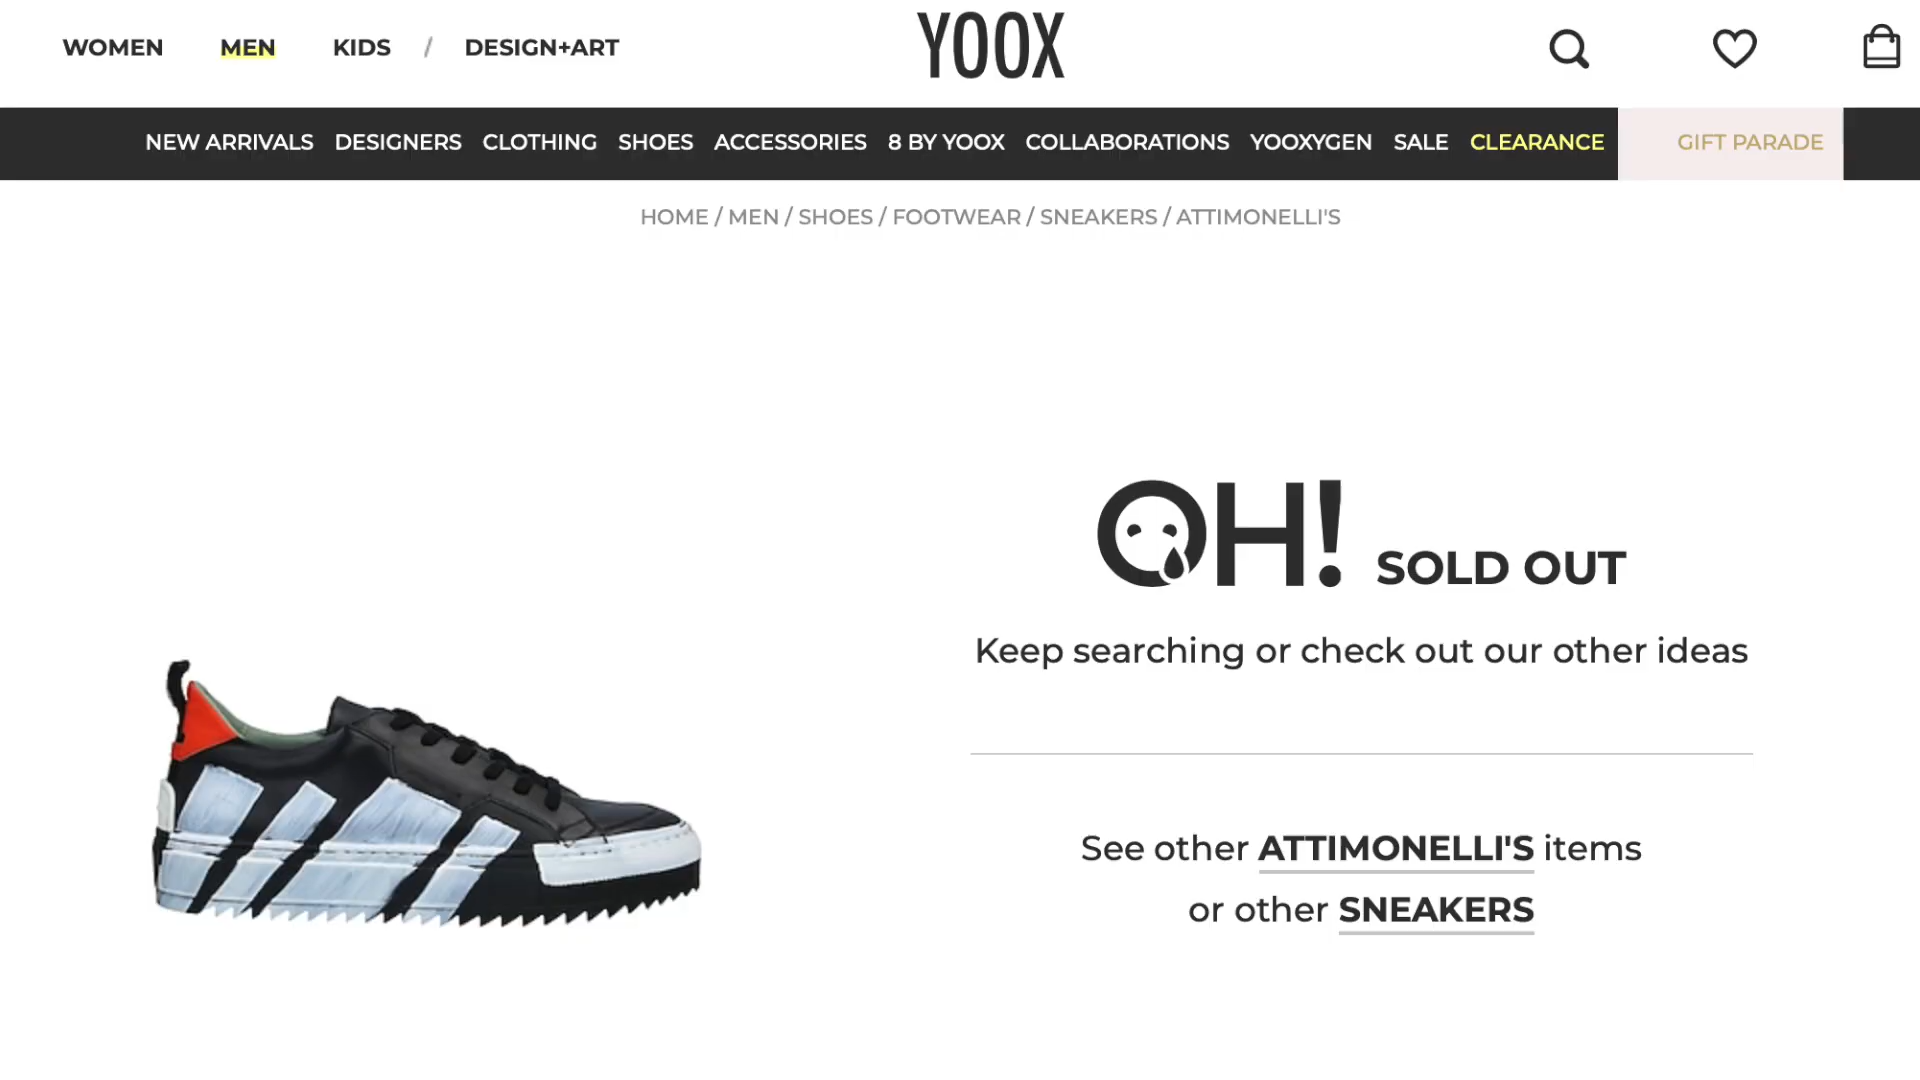 WOMEN MEN KIDS / DESIGN+ART YOOX
NEW ARRIVALS DESIGNERS CLOTHING SHOES ACCESSORIES 8 BY YOOX COLLABORATIONS YOOXYGEN SALE CLEARANCE GIFT PARADE
HOME / MEN / SHOES / FOOTWEAR / SNEAKERS / ATTIMONELLI'S
OH! SOLD OUT
Keep searching or check out our other ideas
See other ATTIMONELLI'S items
or other SNEAKERS